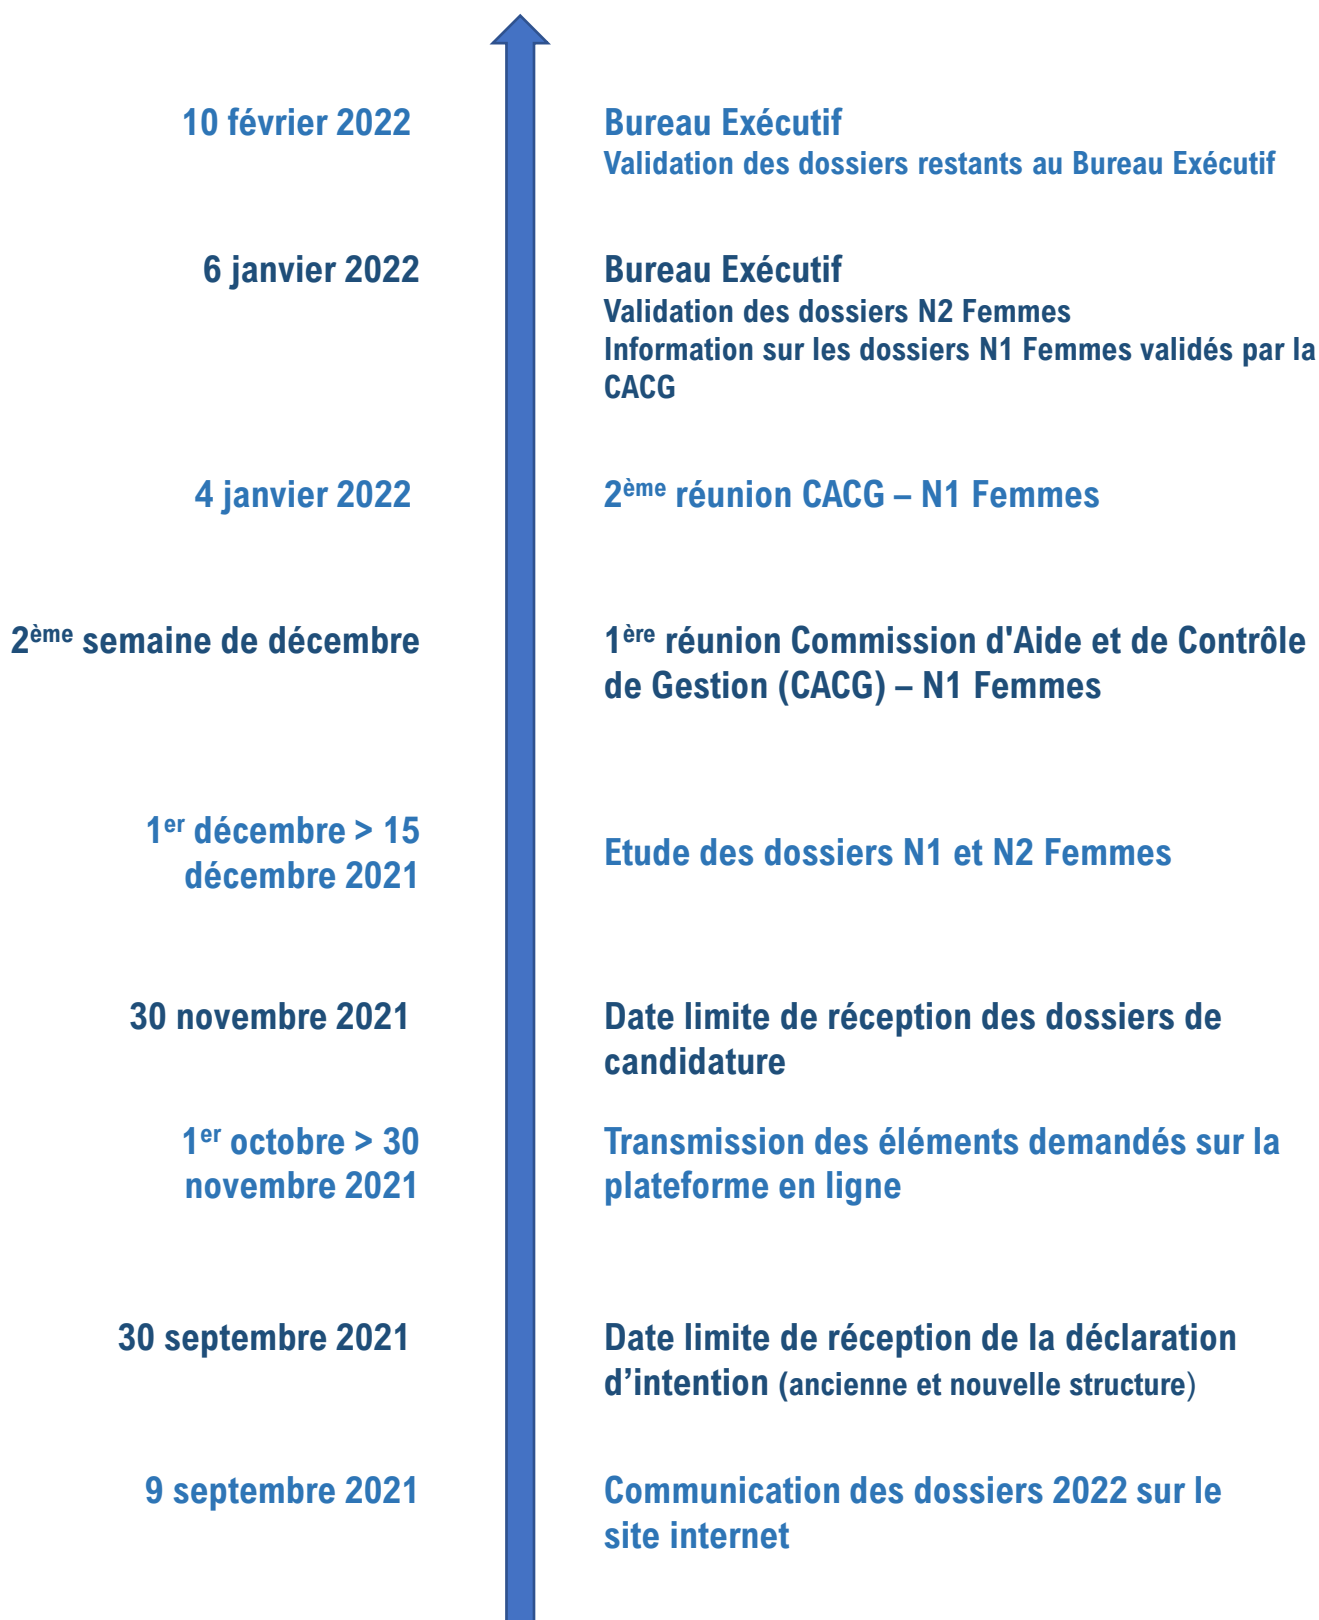 10 février 2022
Bureau Exécutif
Validation des dossiers restants au Bureau Exécutif
6 janvier 2022
Bureau Exécutif
Validation des dossiers N2 Femmes
Information sur les dossiers N1 Femmes validés par la
CACG
4 janvier 2022
2ème réunion CACG – N1 Femmes
2ème semaine de décembre
1ère réunion Commission d'Aide et de Contrôle
de Gestion (CACG) – N1 Femmes
1er décembre > 15
décembre 2021
Etude des dossiers N1 et N2 Femmes
30 novembre 2021
Date limite de réception des dossiers de
candidature
1er octobre > 30
novembre 2021
Transmission des éléments demandés sur la
plateforme en ligne
30 septembre 2021
Date limite de réception de la déclaration
d’intention (ancienne et nouvelle structure)
9 septembre 2021
Communication des dossiers 2022 sur le
site internet